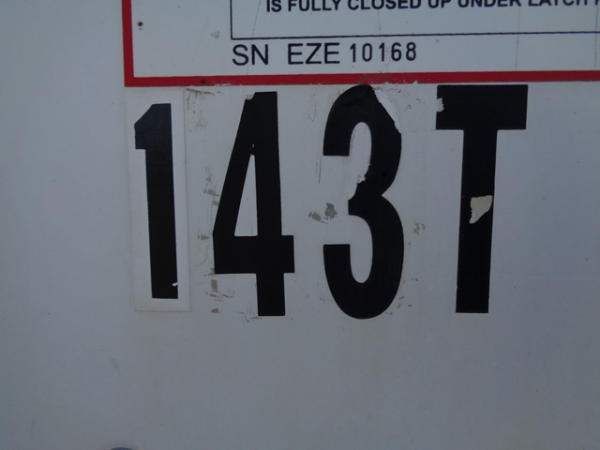 IS FULLY CLOSED UP UNDER LATCH
SN EZE 10168
143T